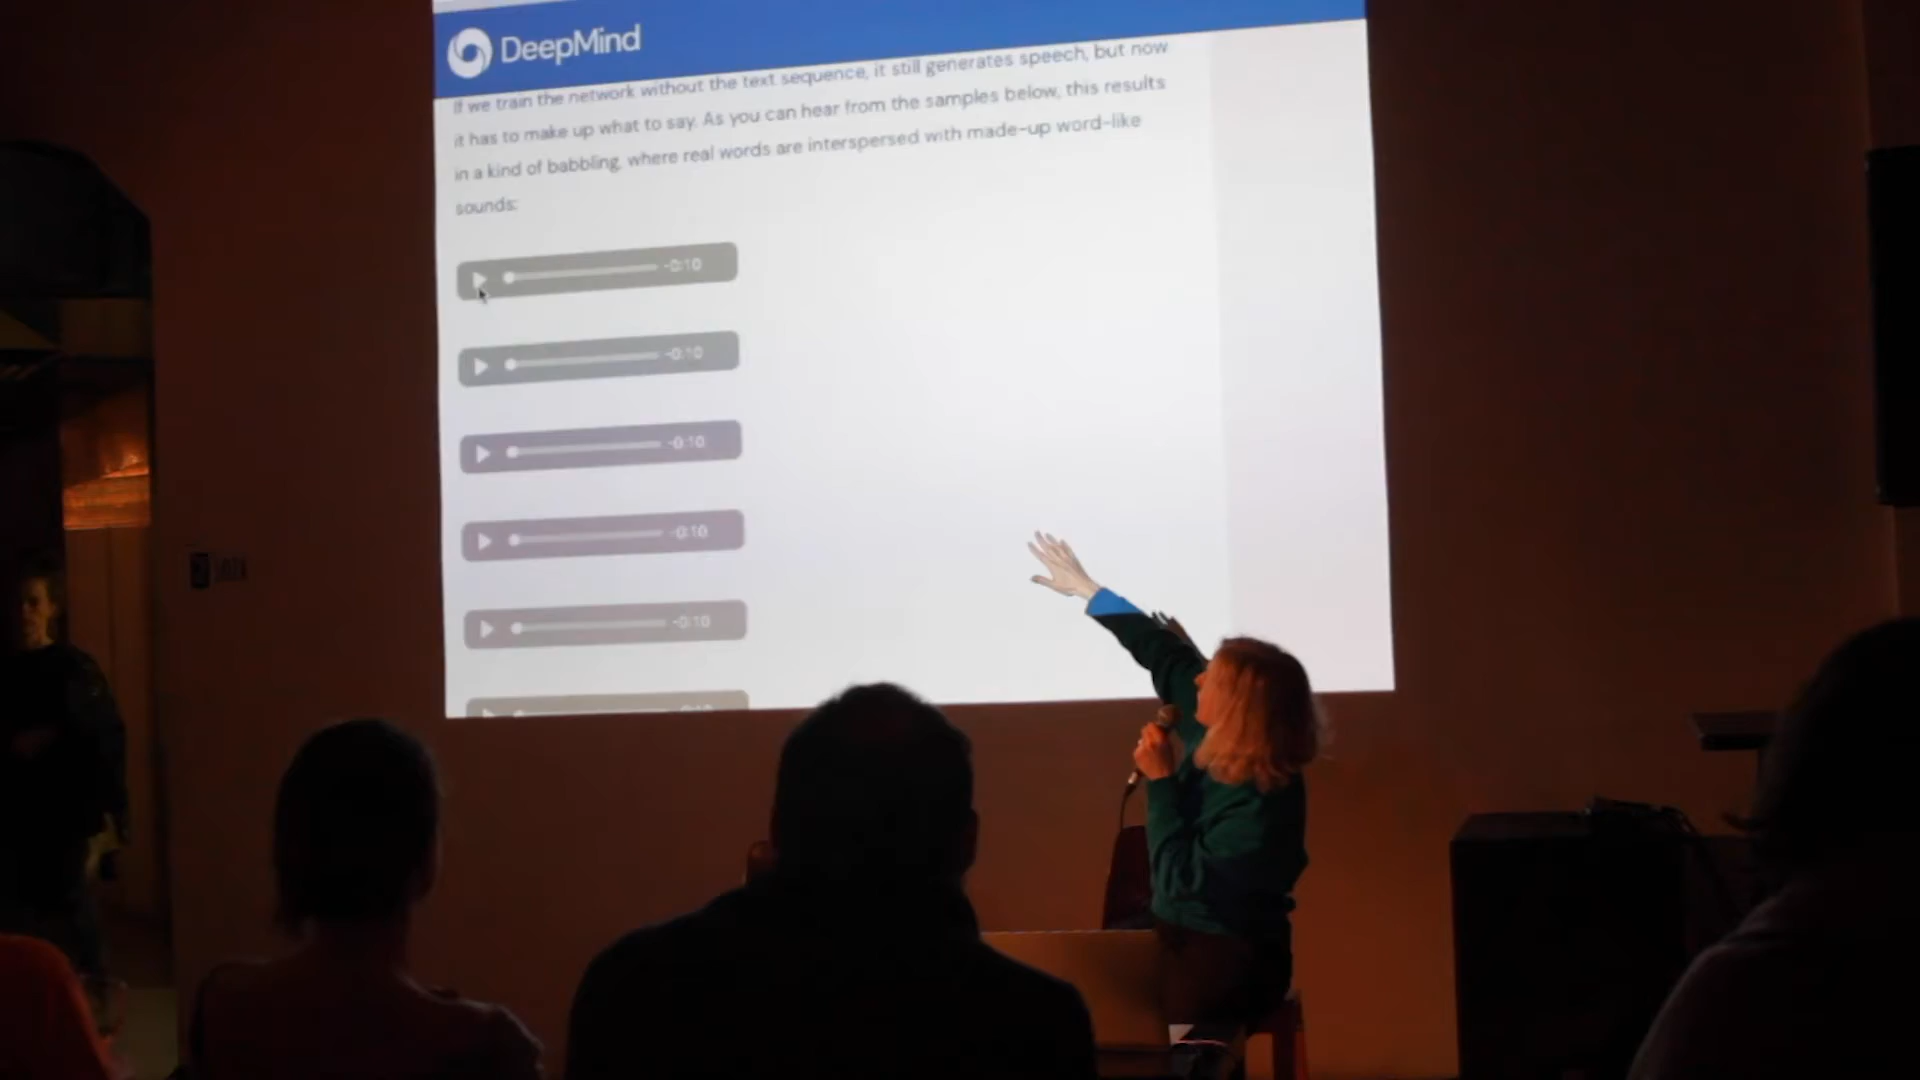 DeepMind
If we train the network without the text sequence, it still generates speech, but now
it has to make up what to say. As you can hear from the samples below, this results
in a kind of babbling, where real words are interspersed with made-up word-like
sounds:
-0:10
-0:10
-0:10
-0:10
-0:10
-0:10